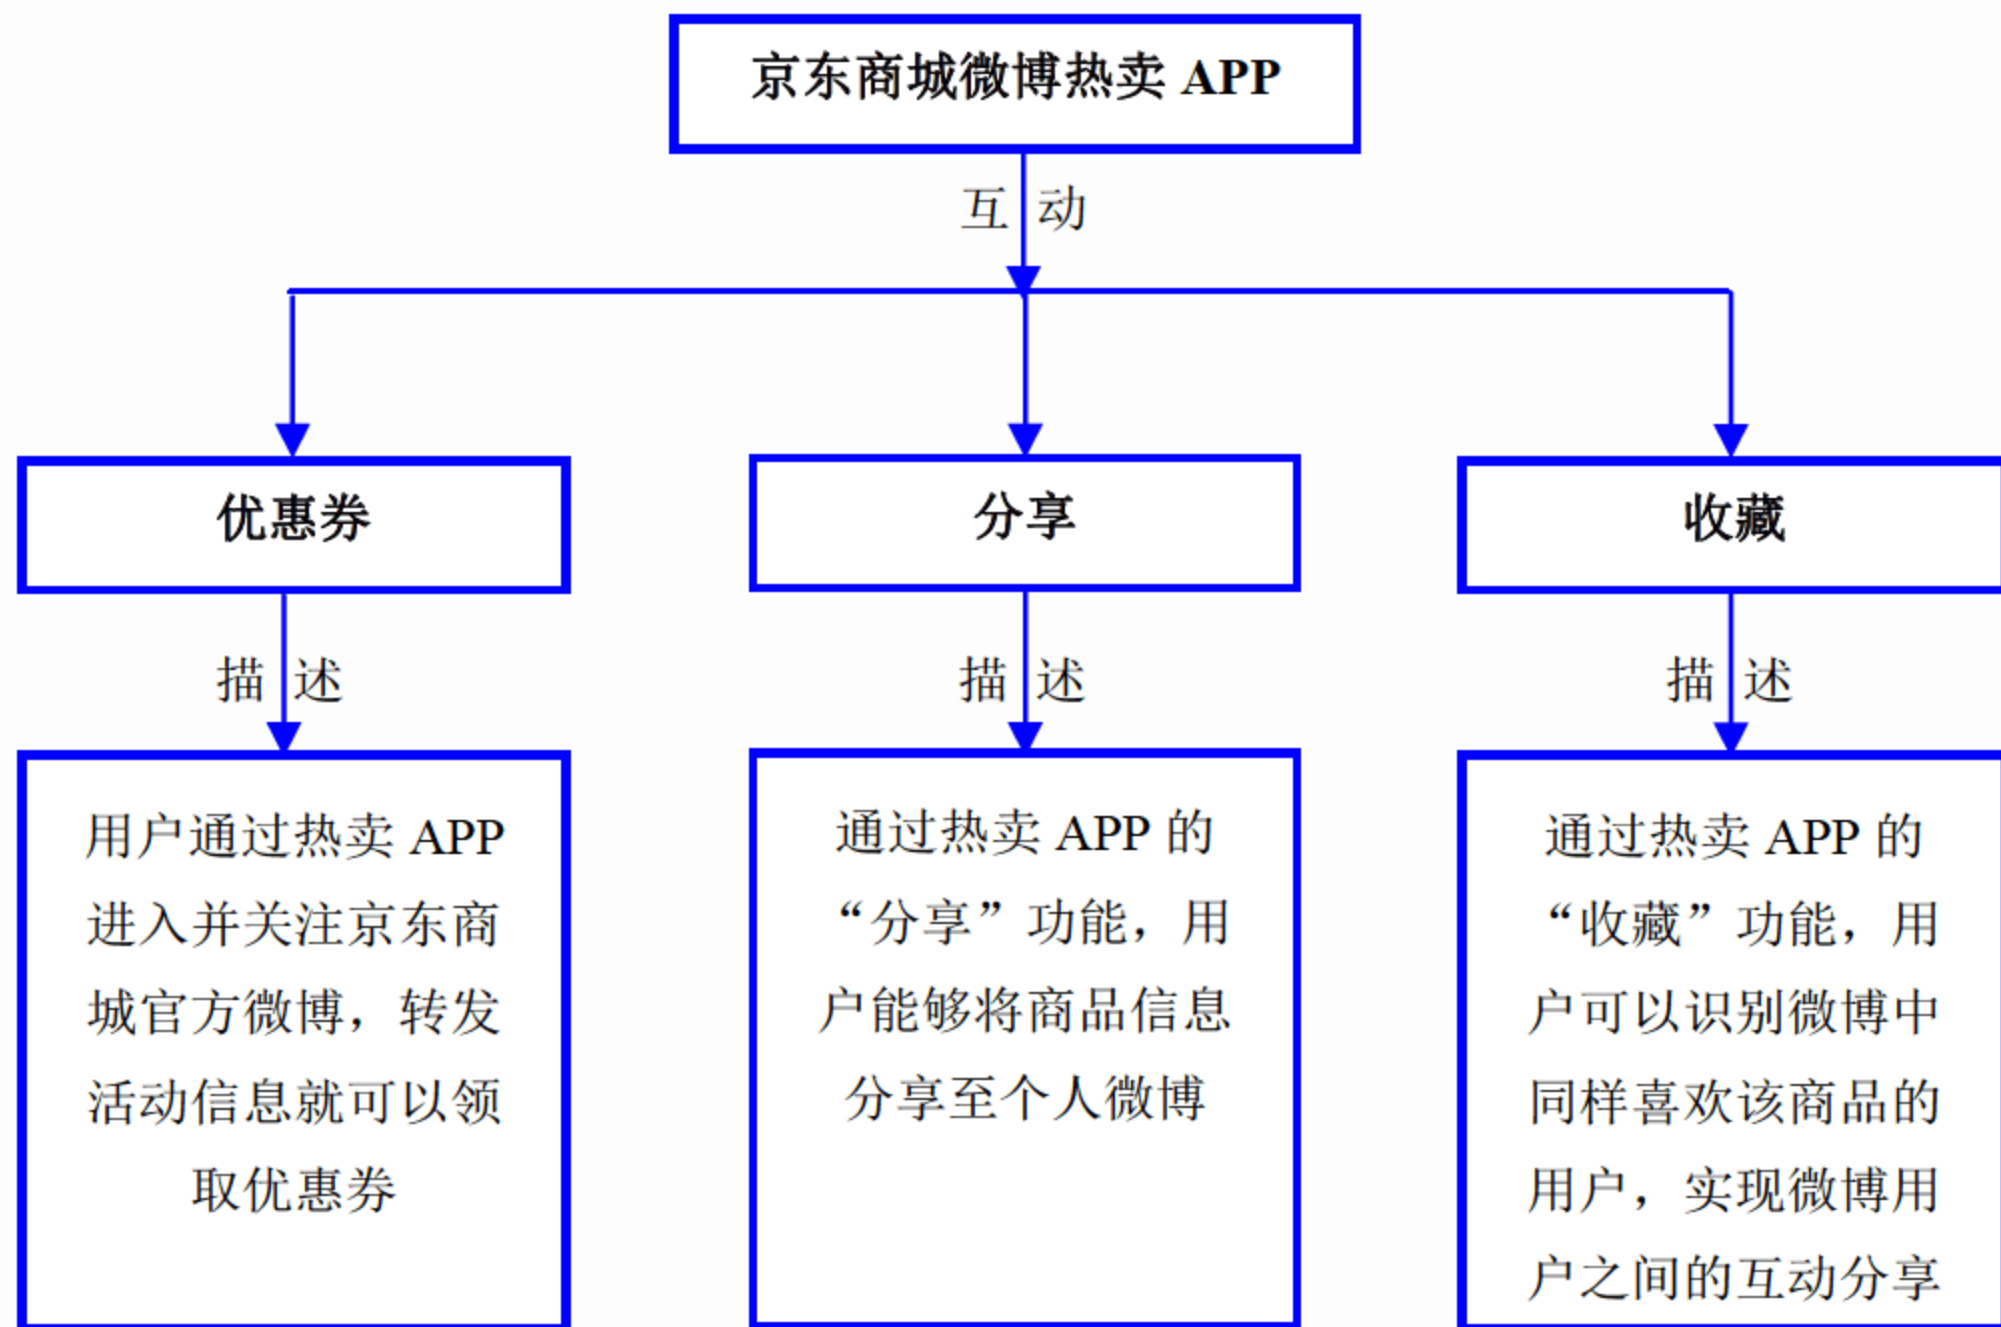 京东商城微博热卖 APP
互 动
优惠券
分享
收藏
描 述
描 述
描 述
用户通过热卖 APP
进入并关注京东商
城官方微博，转发
活动信息就可以领
取优惠券
通过热卖 APP 的
“分享”功能，用
户能够将商品信息
分享至个人微博
通过热卖 APP 的
“收藏”功能，用
户可以识别微博中
同样喜欢该商品的
用户，实现微博用
户之间的互动分享